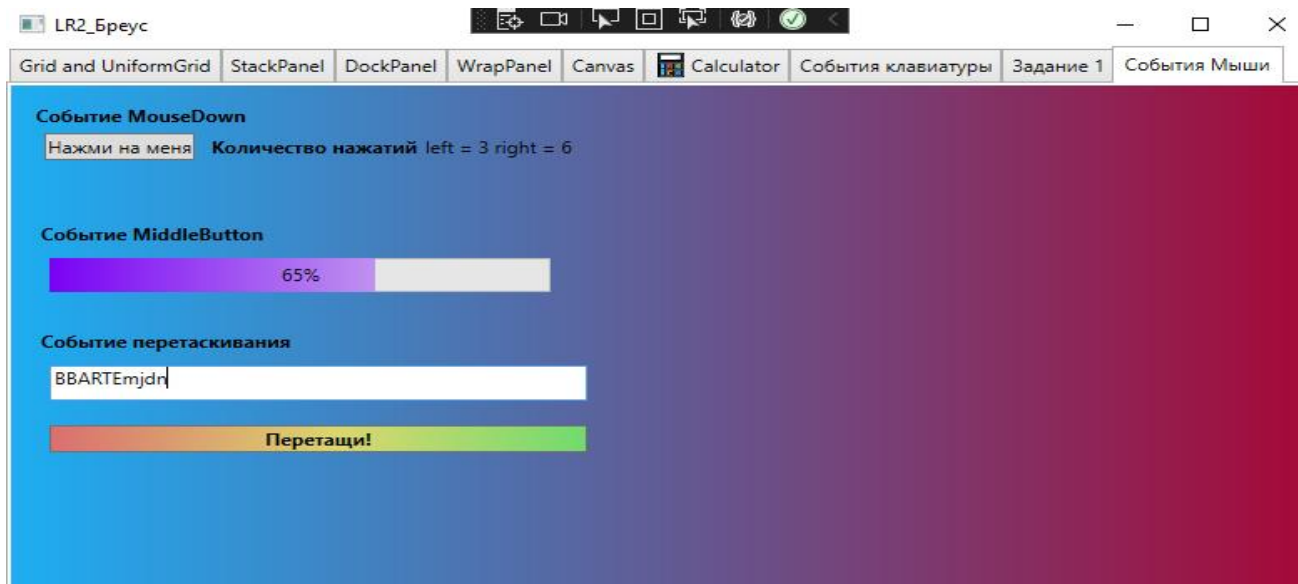 LR2_Бреус
Grid and UniformGrid StackPanel DockPanel WrapPanel Canvas Calculator События клавиатуры Задание 1 События Мыши
Событие MouseDown
Нажми на меня Количество нажатий left = 3 right = 6
Событие MiddleButton
65%
Событие перетаскивания
BBARTEmjdn
Перетащи!